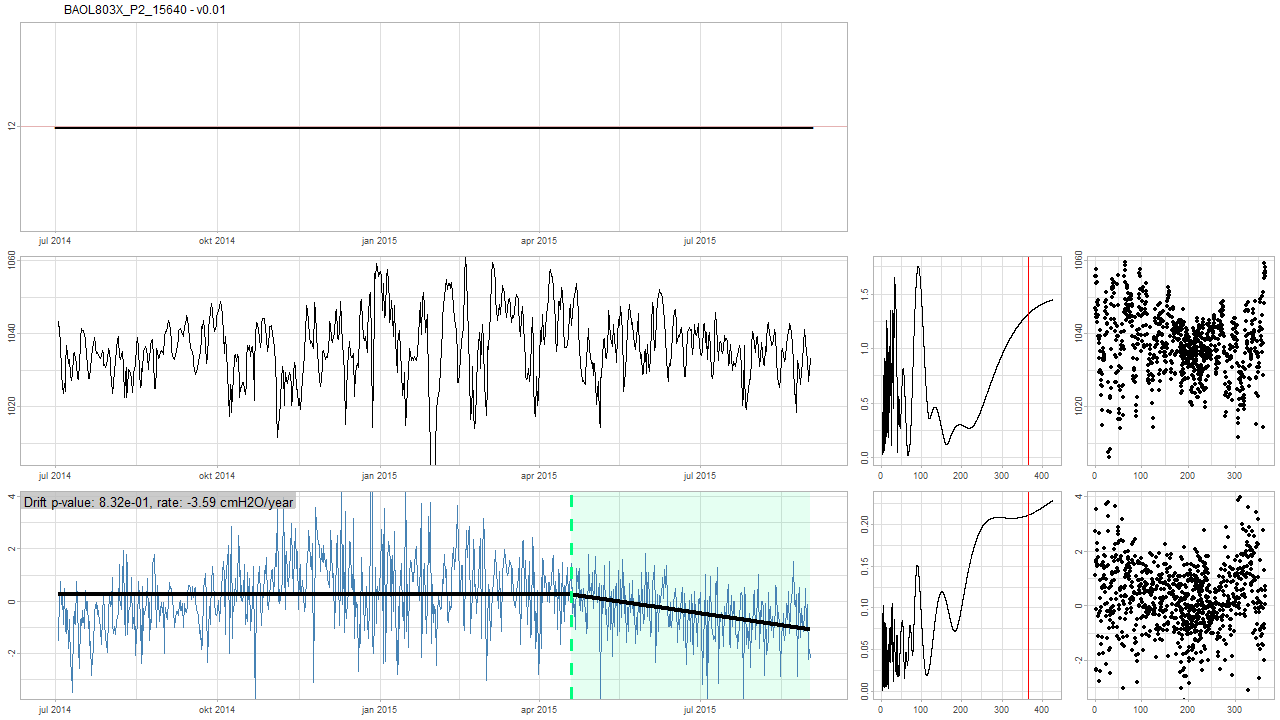 BAOL803X_P2_15640 - v0.01
12
jul 2014 okt 2014 jan 2015 apr 2015 jul 2015
1060
1040
1020
jul 2014 okt 2014 jan 2015 apr 2015 jul 2015
1.5
1.0
0.5
0.0
0 100 200 300 400
1060
1040
1020
0 100 200 300
Drift p-value: 8.32e-01, rate: -3.59 cmH2O/year
4
2
0
-2
jul 2014 okt 2014 jan 2015 apr 2015 jul 2015
0.20
0.15
0.10
0.05
0.00
0 100 200 300 400
4
2
0
-2
0 100 200 300